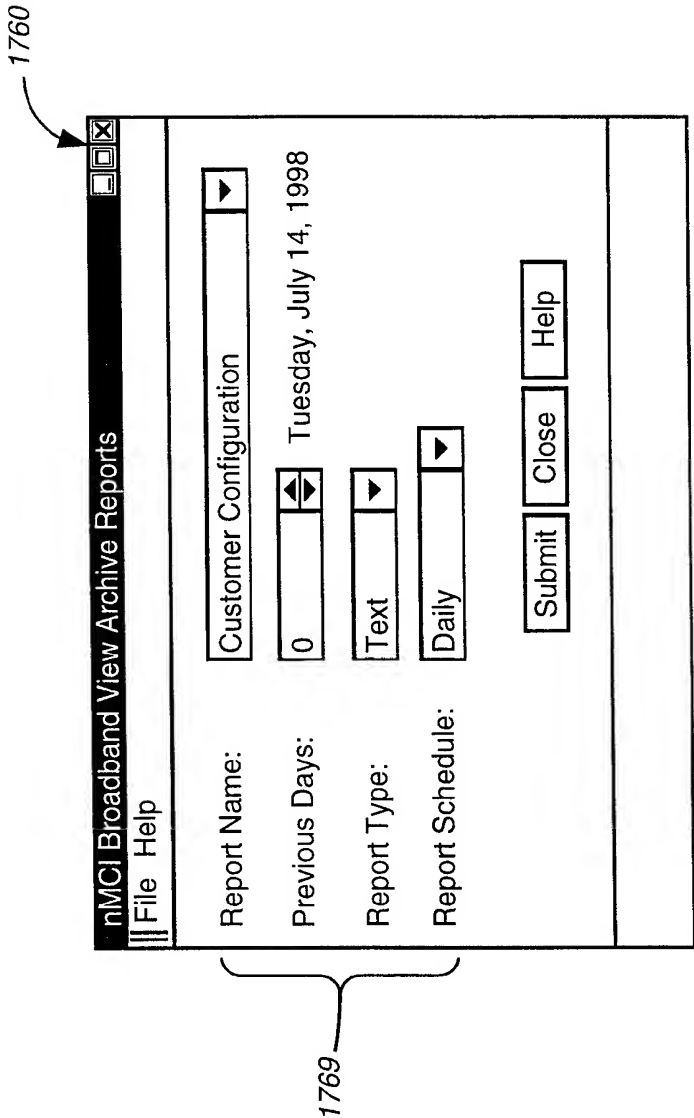 1760
nMCI Broadband View Archive Reports
File Help
Report Name: Customer Configuration
Previous Days: 0 Tuesday, July 14, 1998
Report Type: Text
Report Schedule: Daily
Submit Close Help
1769